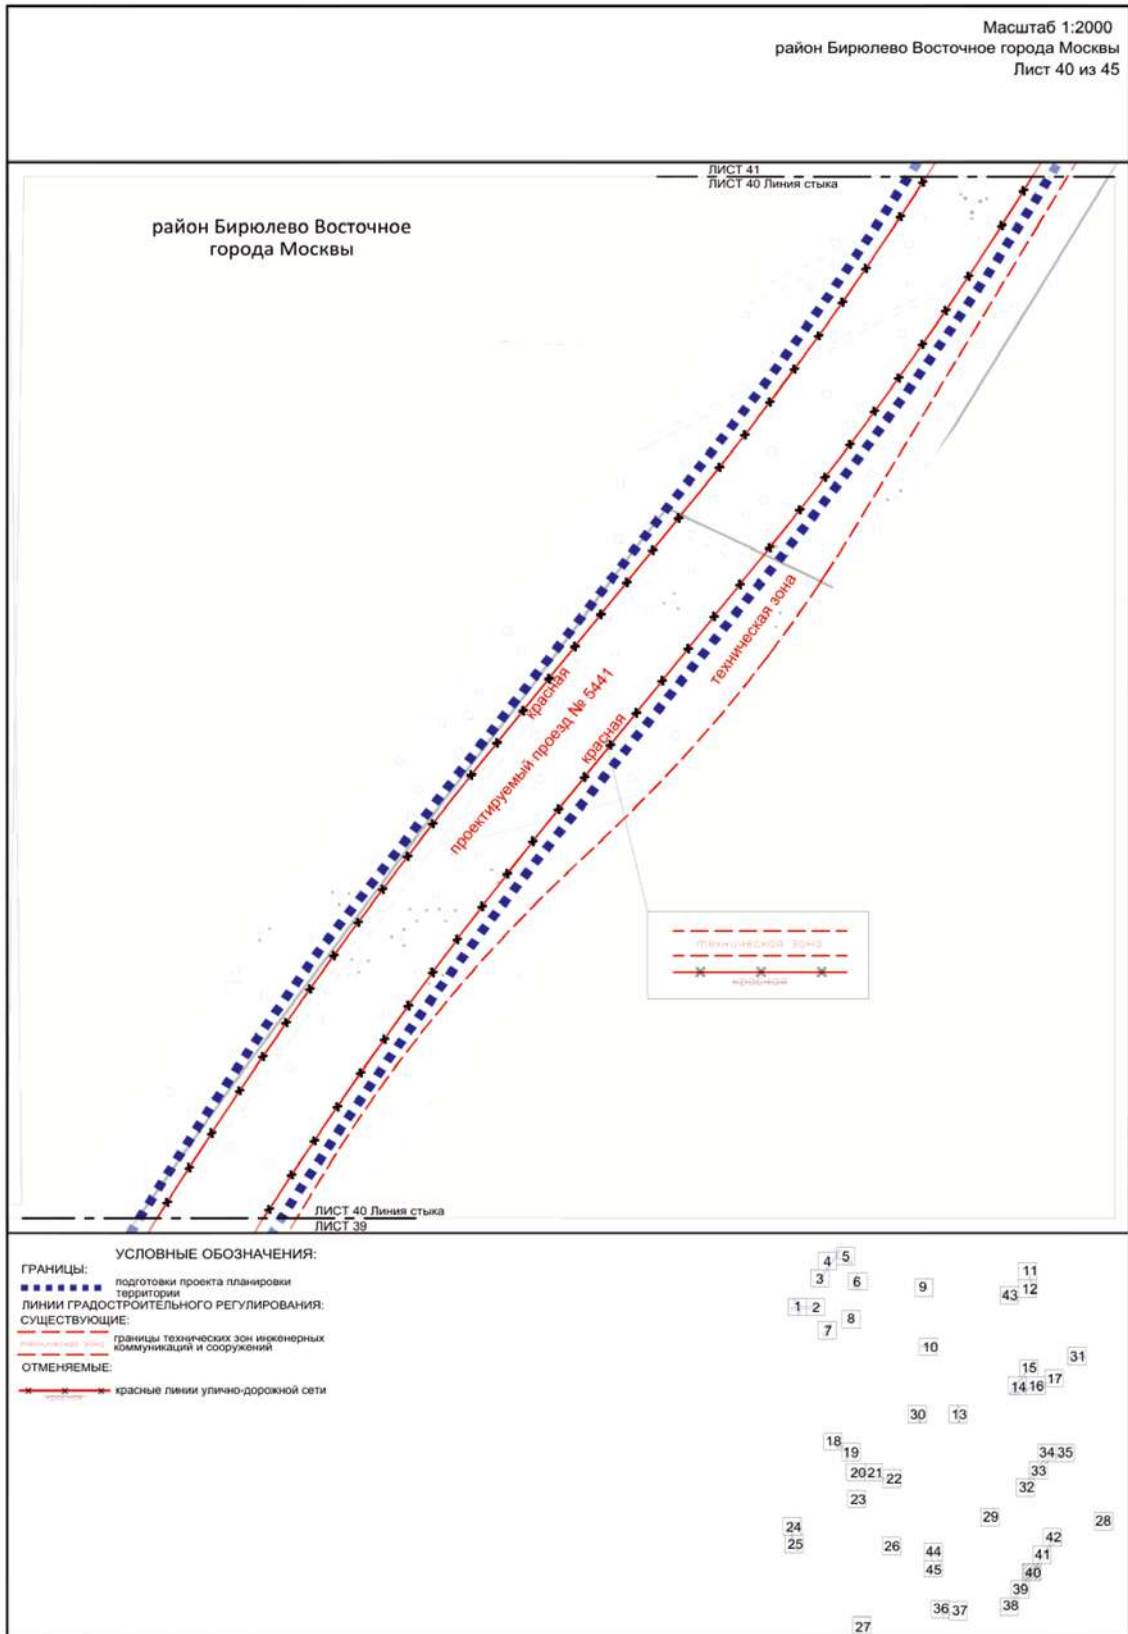 Масштаб 1:2000
район Бирюлево Восточное города Москвы
Лист 40 из 45
ЛИСТ 41
ЛИСТ 40 Линия стыка
район Бирюлево Восточное
города Москвы
техническая зона
красная
проектируемый проезд № 5441
красная
техническая зона
красная
ЛИСТ 40 Линия стыка
ЛИСТ 39
УСЛОВНЫЕ ОБОЗНАЧЕНИЯ:
ГРАНИЦЫ:
подготовки проекта планировки
территории
ЛИНИИ ГРАДОСТРОИТЕЛЬНОГО РЕГУЛИРОВАНИЯ:
СУЩЕСТВУЮЩИЕ:
техническая зона
границы технических зон инженерных
коммуникаций и сооружений
ОТМЕНЯЕМЫЕ:
красная
красные линии улично-дорожной сети
5
4
3
6
11
9
12
43
1 2
8
7
10
31
15
17
14 16
30 13
18
19
34 35
20 21
22
33
32
23
29
28
24
25
26
42
44
41
45
40
39
38
36 37
27